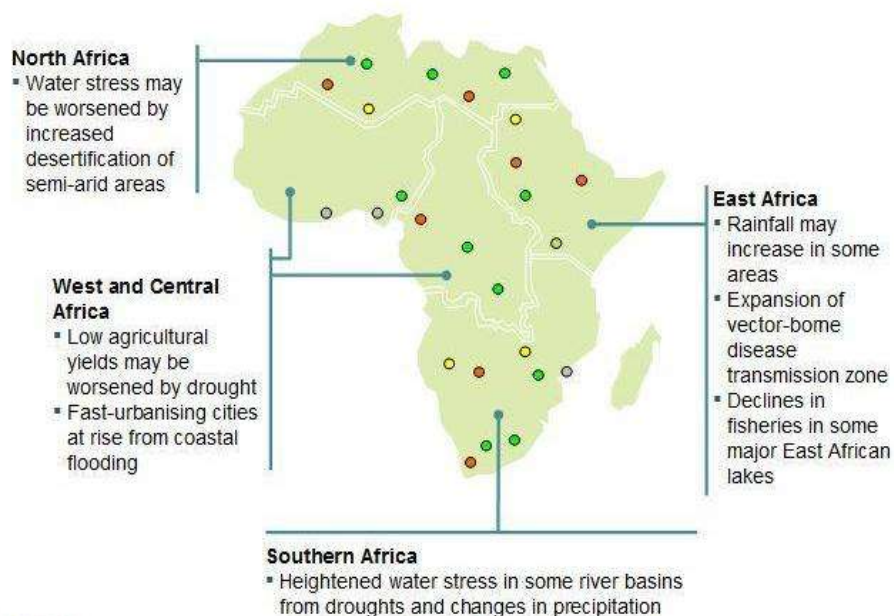 North Africa
▪ Water stress may
be worsened by
increased
desertification of
semi-arid areas
West and Central
Africa
▪ Low agricultural
yields may be
worsened by drought
▪ Fast-urbanising cities
at rise from coastal
flooding
East Africa
▪ Rainfall may
increase in some
areas
▪ Expansion of
vector-borne
disease
transmission zone
▪ Declines in
fisheries in some
major East African
lakes
Southern Africa
▪ Heightened water stress in some river basins
from droughts and changes in precipitation